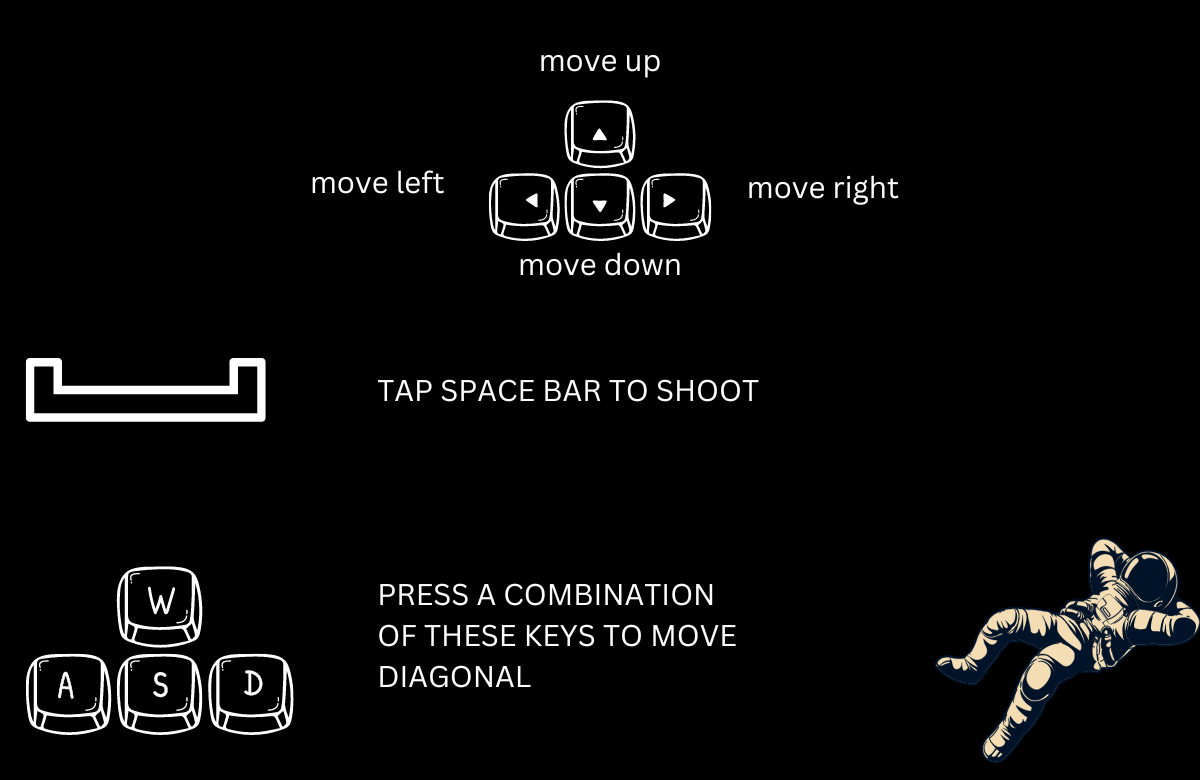 move up
move left
move right
move down
TAP SPACE BAR TO SHOOT
W
A S D
PRESS A COMBINATION
OF THESE KEYS TO MOVE
DIAGONAL